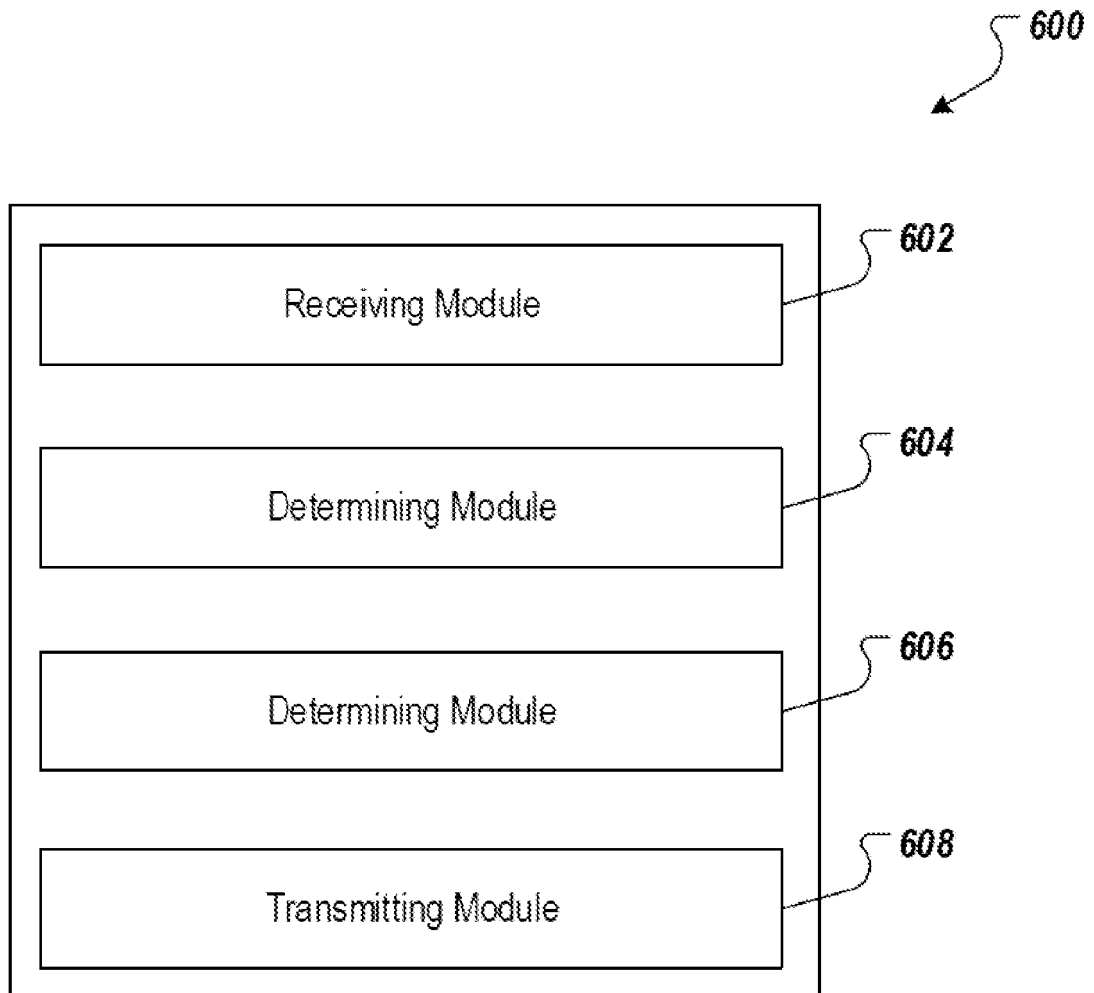 600
602
Receiving Module
604
Determining Module
606
Determining Module
608
Transmitting Module